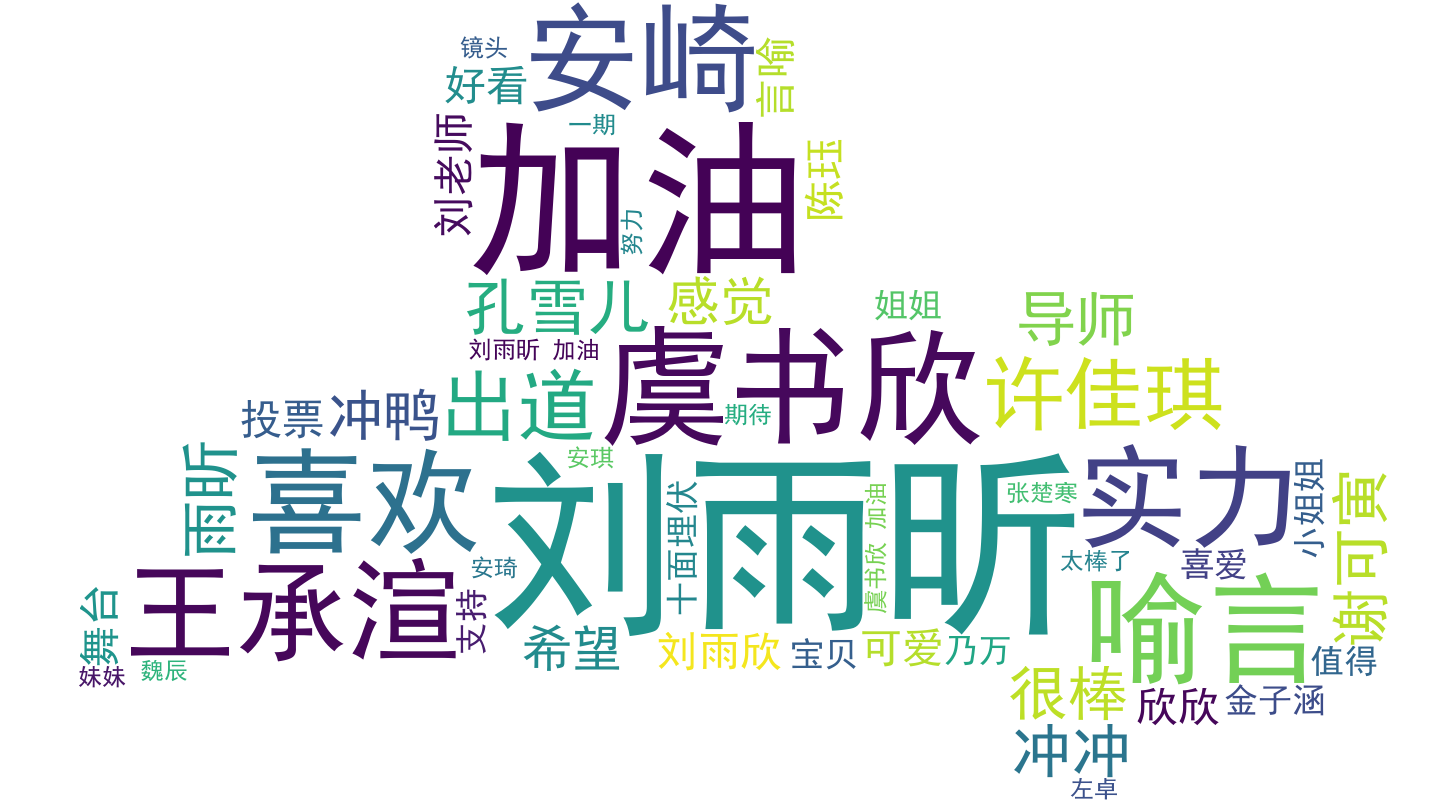 安崎
镜头
好看
言喻
刘老师
一期
加油
陈珏
努力
孔雪儿
感觉
姐姐
导师
刘雨昕 加油
虞书欣
许佳琪
投票
冲鸭
出道
期待
雨昕
喜欢
安琪
刘雨昕
十面埋伏
虞书欣 加油
张楚寒
实力
小姐姐
谢可寅
王承渲
安琦
太棒了
喜爱
喻言
舞台
支持
妹妹
魏辰
希望
刘雨欣
宝贝
可爱
乃万
值得
很棒
欣欣
金子涵
冲冲
左卓